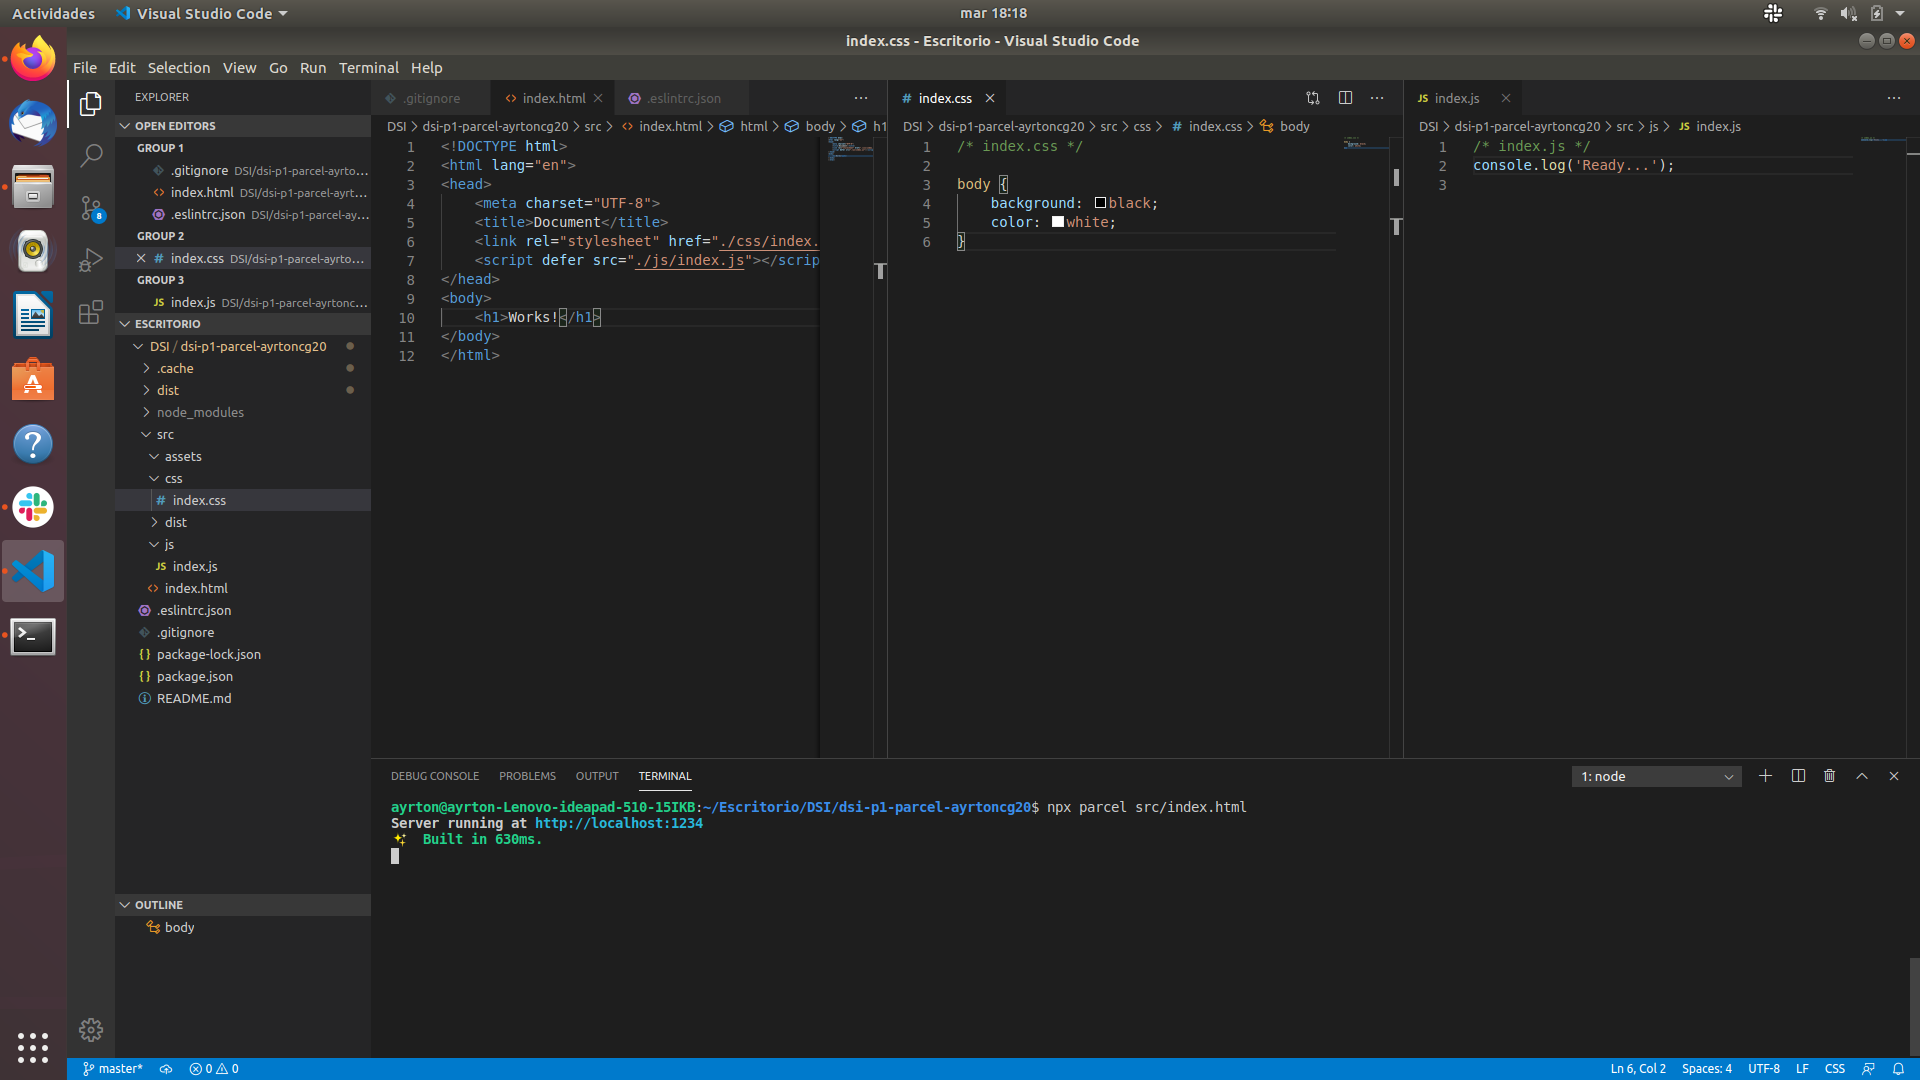 Actividades
Visual Studio Code
mar 18:18
index.css - Escritorio - Visual Studio Code
File Edit Selection View Go Run Terminal Help
EXPLORER
OPEN EDITORS
GROUP 1
.gitignore DSI/dsi-p1-parcel-ayrto...
index.html DSI/dsi-p1-parcel-ayrt...
.eslintrc.json DSI/dsi-p1-parcel-ay...
GROUP 2
index.css DSI/dsi-p1-parcel-ayrto...
GROUP 3
JS index.js DSI/dsi-p1-parcel-ayrtonc...
ESCRITORIO
DSI / dsi-p1-parcel-ayrtoncg20
.cache
dist
node_modules
src
assets
css
# index.css
dist
js
JS index.js
<> index.html
.eslintrc.json
.gitignore
{} package-lock.json
{} package.json
README.md
OUTLINE
body
8
.gitignore
<> index.html
.eslintrc.json
DSI > dsi-p1-parcel-ayrtoncg20 > src > <> index.html > html > body > h1
1 <!DOCTYPE html>
2 <html lang="en">
3 <head>
4 <meta charset="UTF-8">
5 <title>Document</title>
6 <link rel="stylesheet" href="./css/index.
7 <script defer src="./js/index.js"></scrip
8 </head>
9 <body>
10 <h1>Works!</h1>
11 </body>
12 </html>
# index.css
DSI > dsi-p1-parcel-ayrtoncg20 > src > css > # index.css > body
1 /* index.css */
2
3 body {
4 background: black;
5 color: white;
6 }
JS index.js
DSI > dsi-p1-parcel-ayrtoncg20 > src > js > JS index.js
1 /* index.js */
2 console.log('Ready...');
3
DEBUG CONSOLE PROBLEMS OUTPUT TERMINAL
1: node
ayrton@ayrton-Lenovo-ideapad-510-15IKB:~/Escritorio/DSI/dsi-p1-parcel-ayrtoncg20$ npx parcel src/index.html
Server running at http://localhost:1234
✨ Built in 630ms.
master* 0 0
Ln 6, Col 2 Spaces: 4 UTF-8 LF CSS